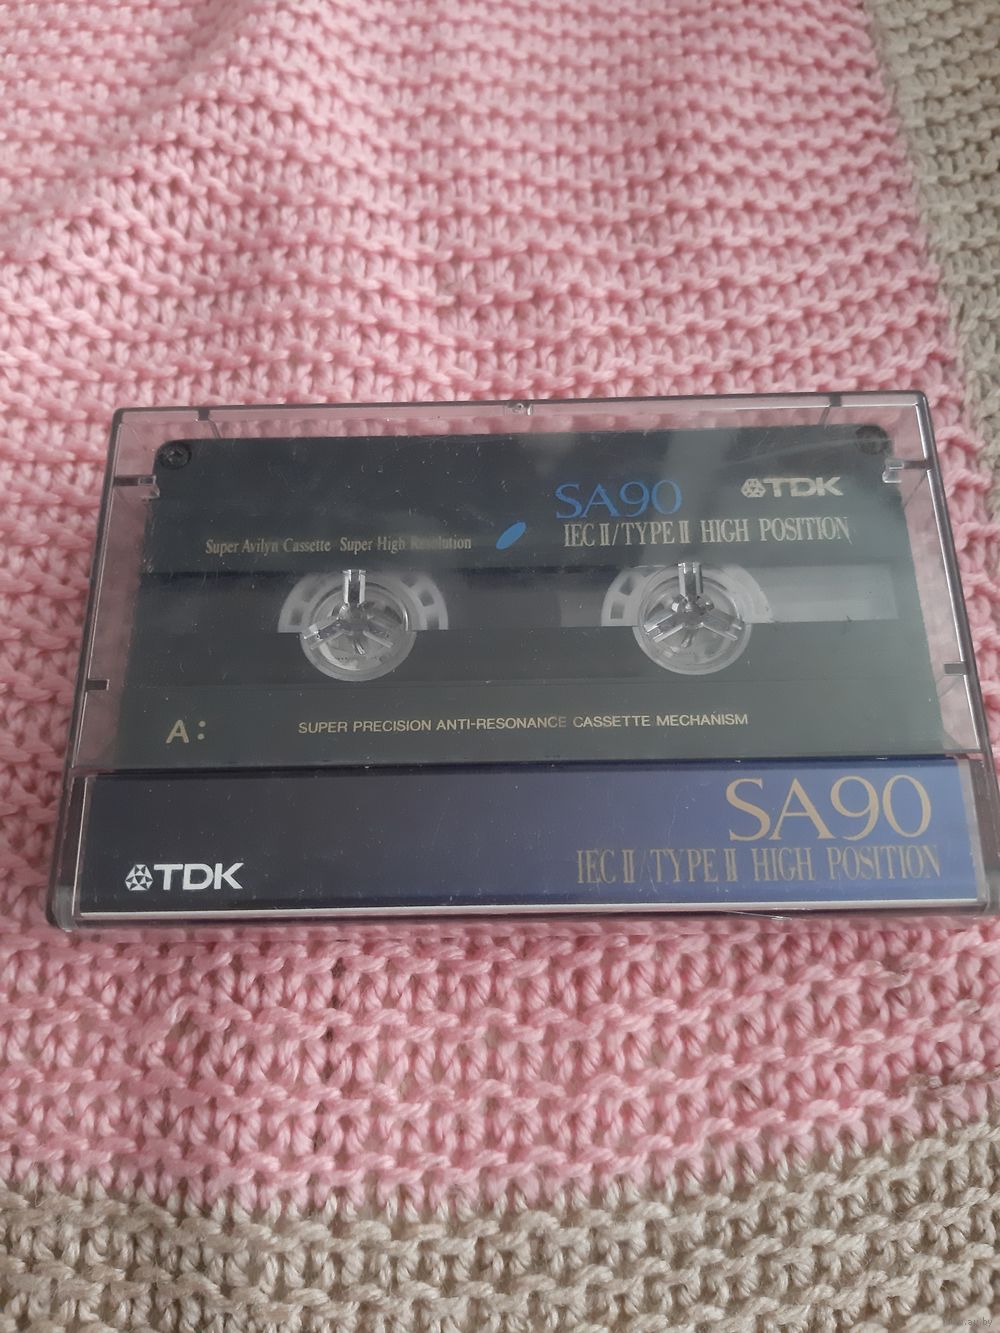 SA90
TDK
IEC II/TYPE II HIGH POSITION
Super Avilyn Cassette Super High Resolution
A:
SUPER PRECISION ANTI-RESONANCE CASSETTE MECHANISM
SA90
IEC II/TYPE II HIGH POSITION
TDK